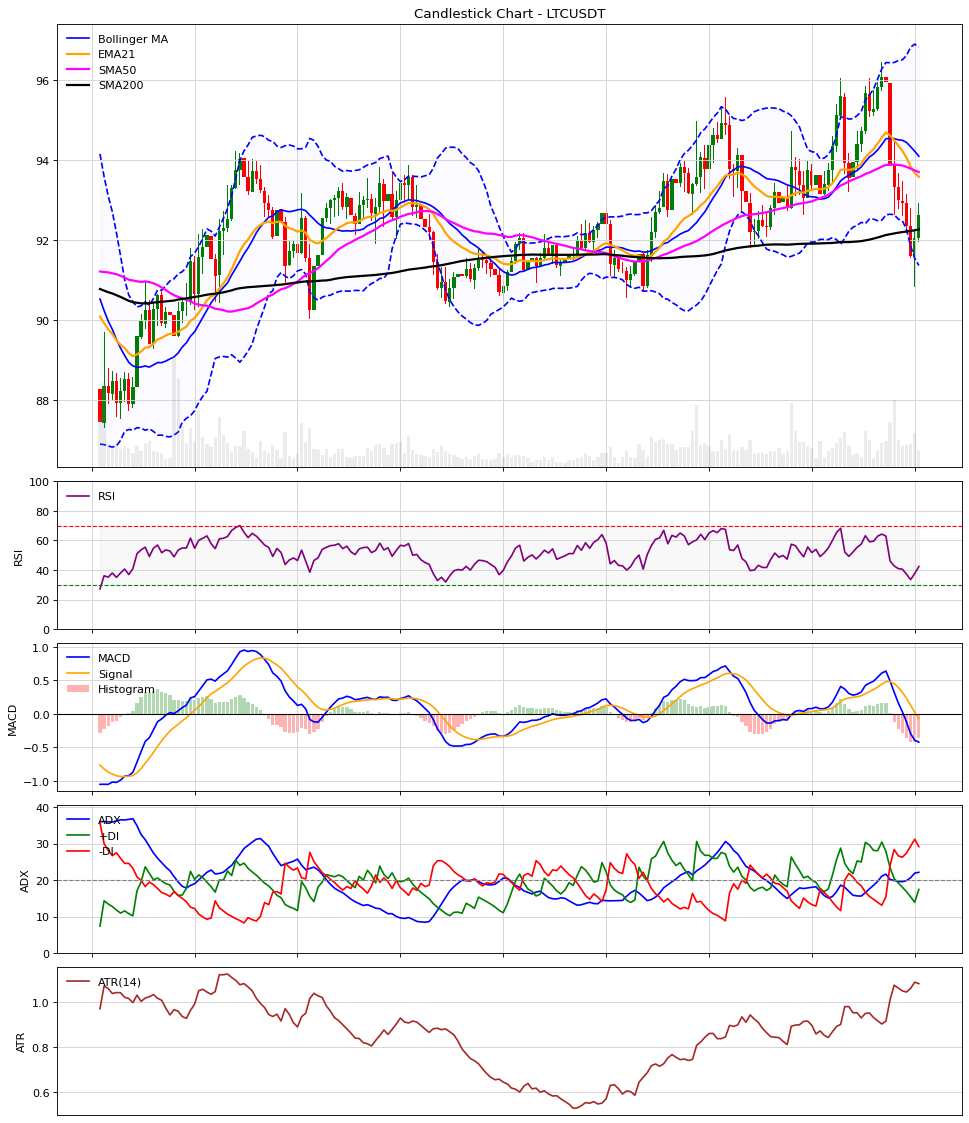 Candlestick Chart - LTCUSDT
Bollinger MA
EMA21
SMA50
SMA200
96
94
92
90
88
RSI
RSI
100
80
60
40
20
0
MACD
Signal
Histogram
MACD
1.0
0.5
0.0
−0.5
−1.0
ADX
+DI
-DI
ADX
40
30
20
10
0
ATR(14)
ATR
1.0
0.8
0.6